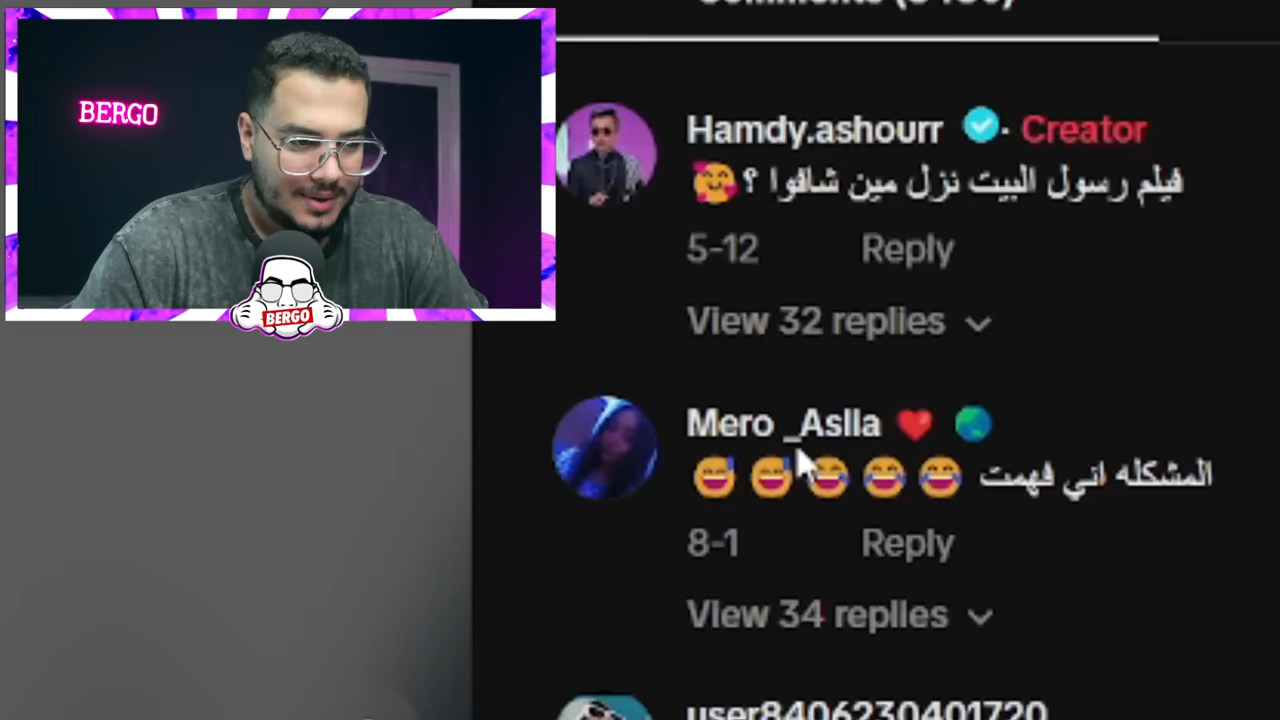 BERGO
BERGO
Hamdy.ashourr · Creator
فيلم رسول البيت نزل مين شافوا ؟🥰
5-12 Reply
View 32 replies
Mero _Aslla ❤️ 🌏
المشكله اني فهمت 😂😂😂😅😅
8-1 Reply
View 34 replies
user8406230401720